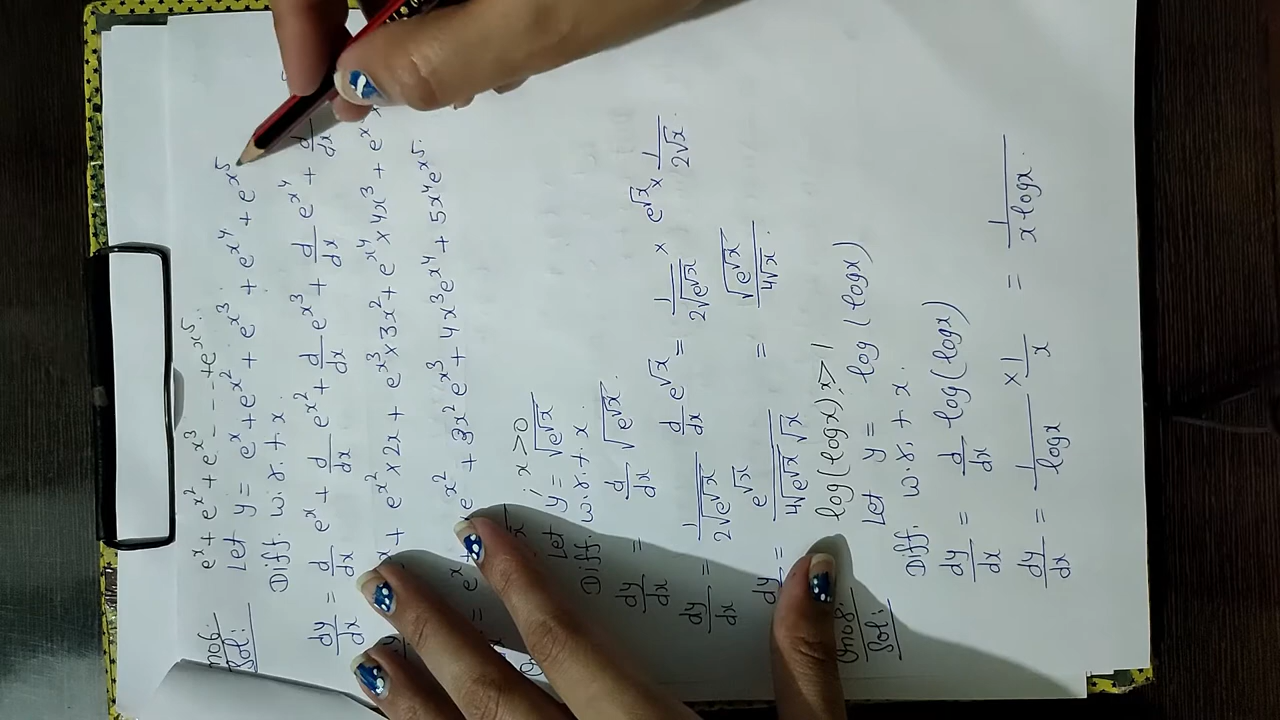 e^x + e^{x^2} + e^{x^3} - - - + e^{x^5}.
Sol: Let y = e^x + e^{x^2} + e^{x^3} + e^{x^4} + e^{x^5}
Diff. w.r.t x.
dy/dx = d/dx e^x + d/dx e^{x^2} + d/dx e^{x^3} + d/dx e^{x^4} + d/dx
+ e^{x^2} × 2x + e^{x^3} × 3x^2 + e^{x^4} × 4x^3 + e^x
= e^x e^{x^2} + 3x^2 e^{x^3} + 4x^3 e^{x^4} + 5x^4 e^{x^5}.
, x > 0
Let y = √(e^{√x})
Diff. w.r.t x.
dy/dx = d/dx √(e^{√x})
dy/dx = 1/(2√(e^{√x})) d/dx e^{√x} = 1/(2√(e^{√x})) × e^{√x} × 1/(2√x).
dy/ = e^{√x}/(4√(e^{√x}) √x) = √(e^{√x})/(4√x).
log(log x), x > 1
Sol: Let y = log(log x)
Diff w.r.t x.
dy/dx = d/dx log(log x)
dy/dx = 1/log x × 1/x = 1/(x log x).